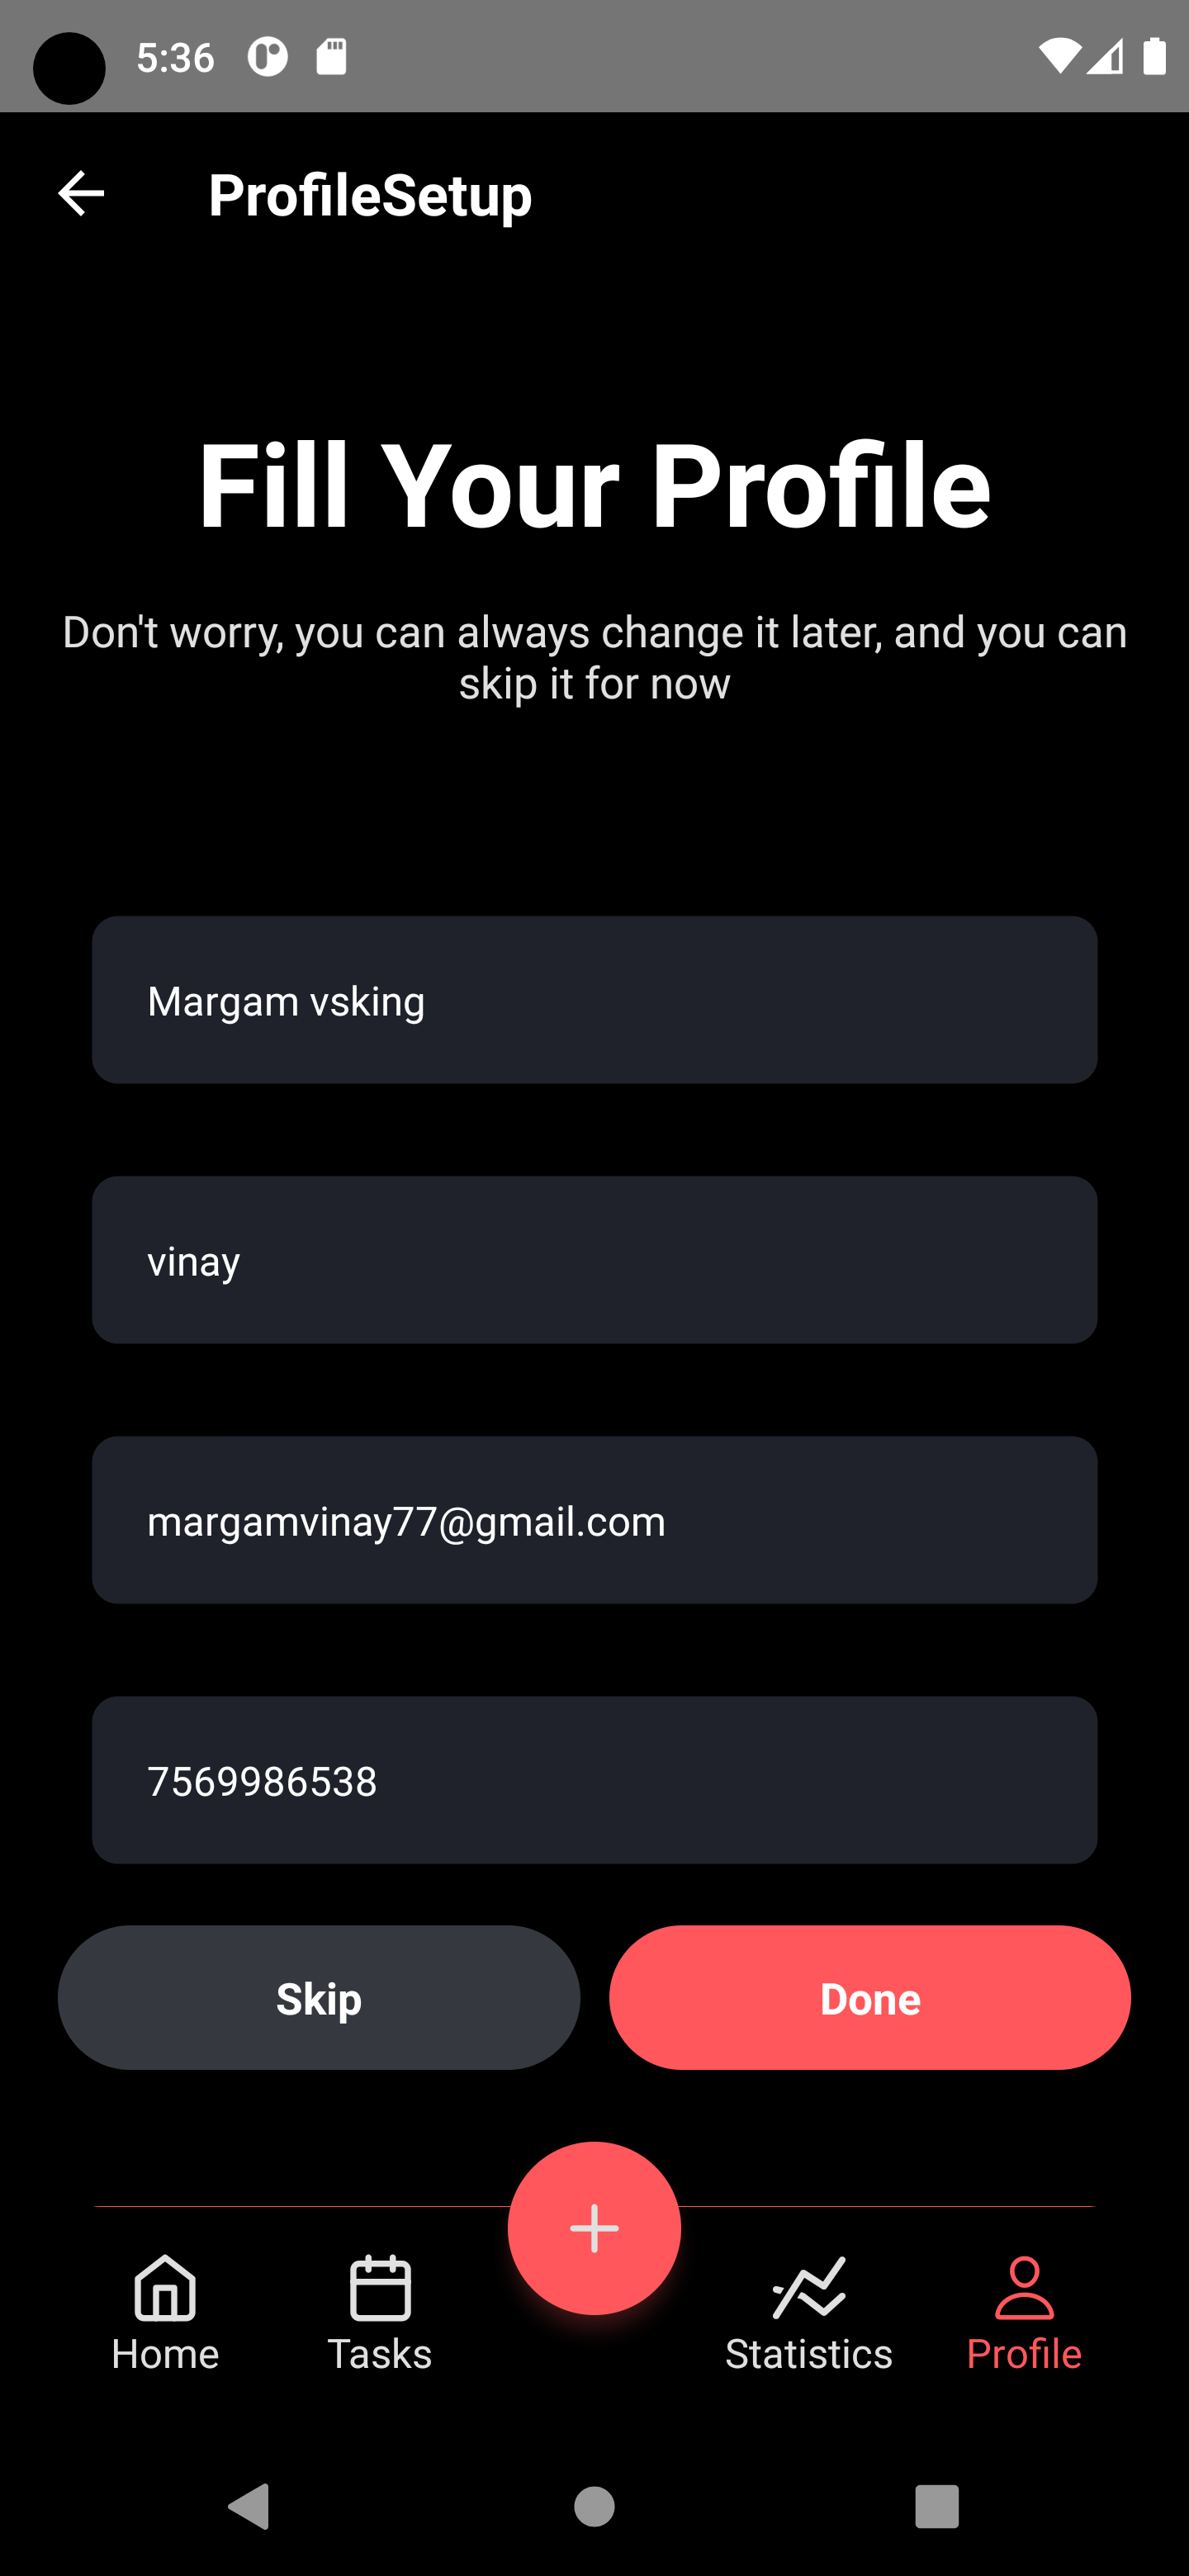 5:36
ProfileSetup
Fill Your Profile
Don't worry, you can always change it later, and you can
skip it for now
Margam vsking
vinay
margamvinay77@gmail.com
7569986538
Skip Done
Home Tasks Statistics Profile